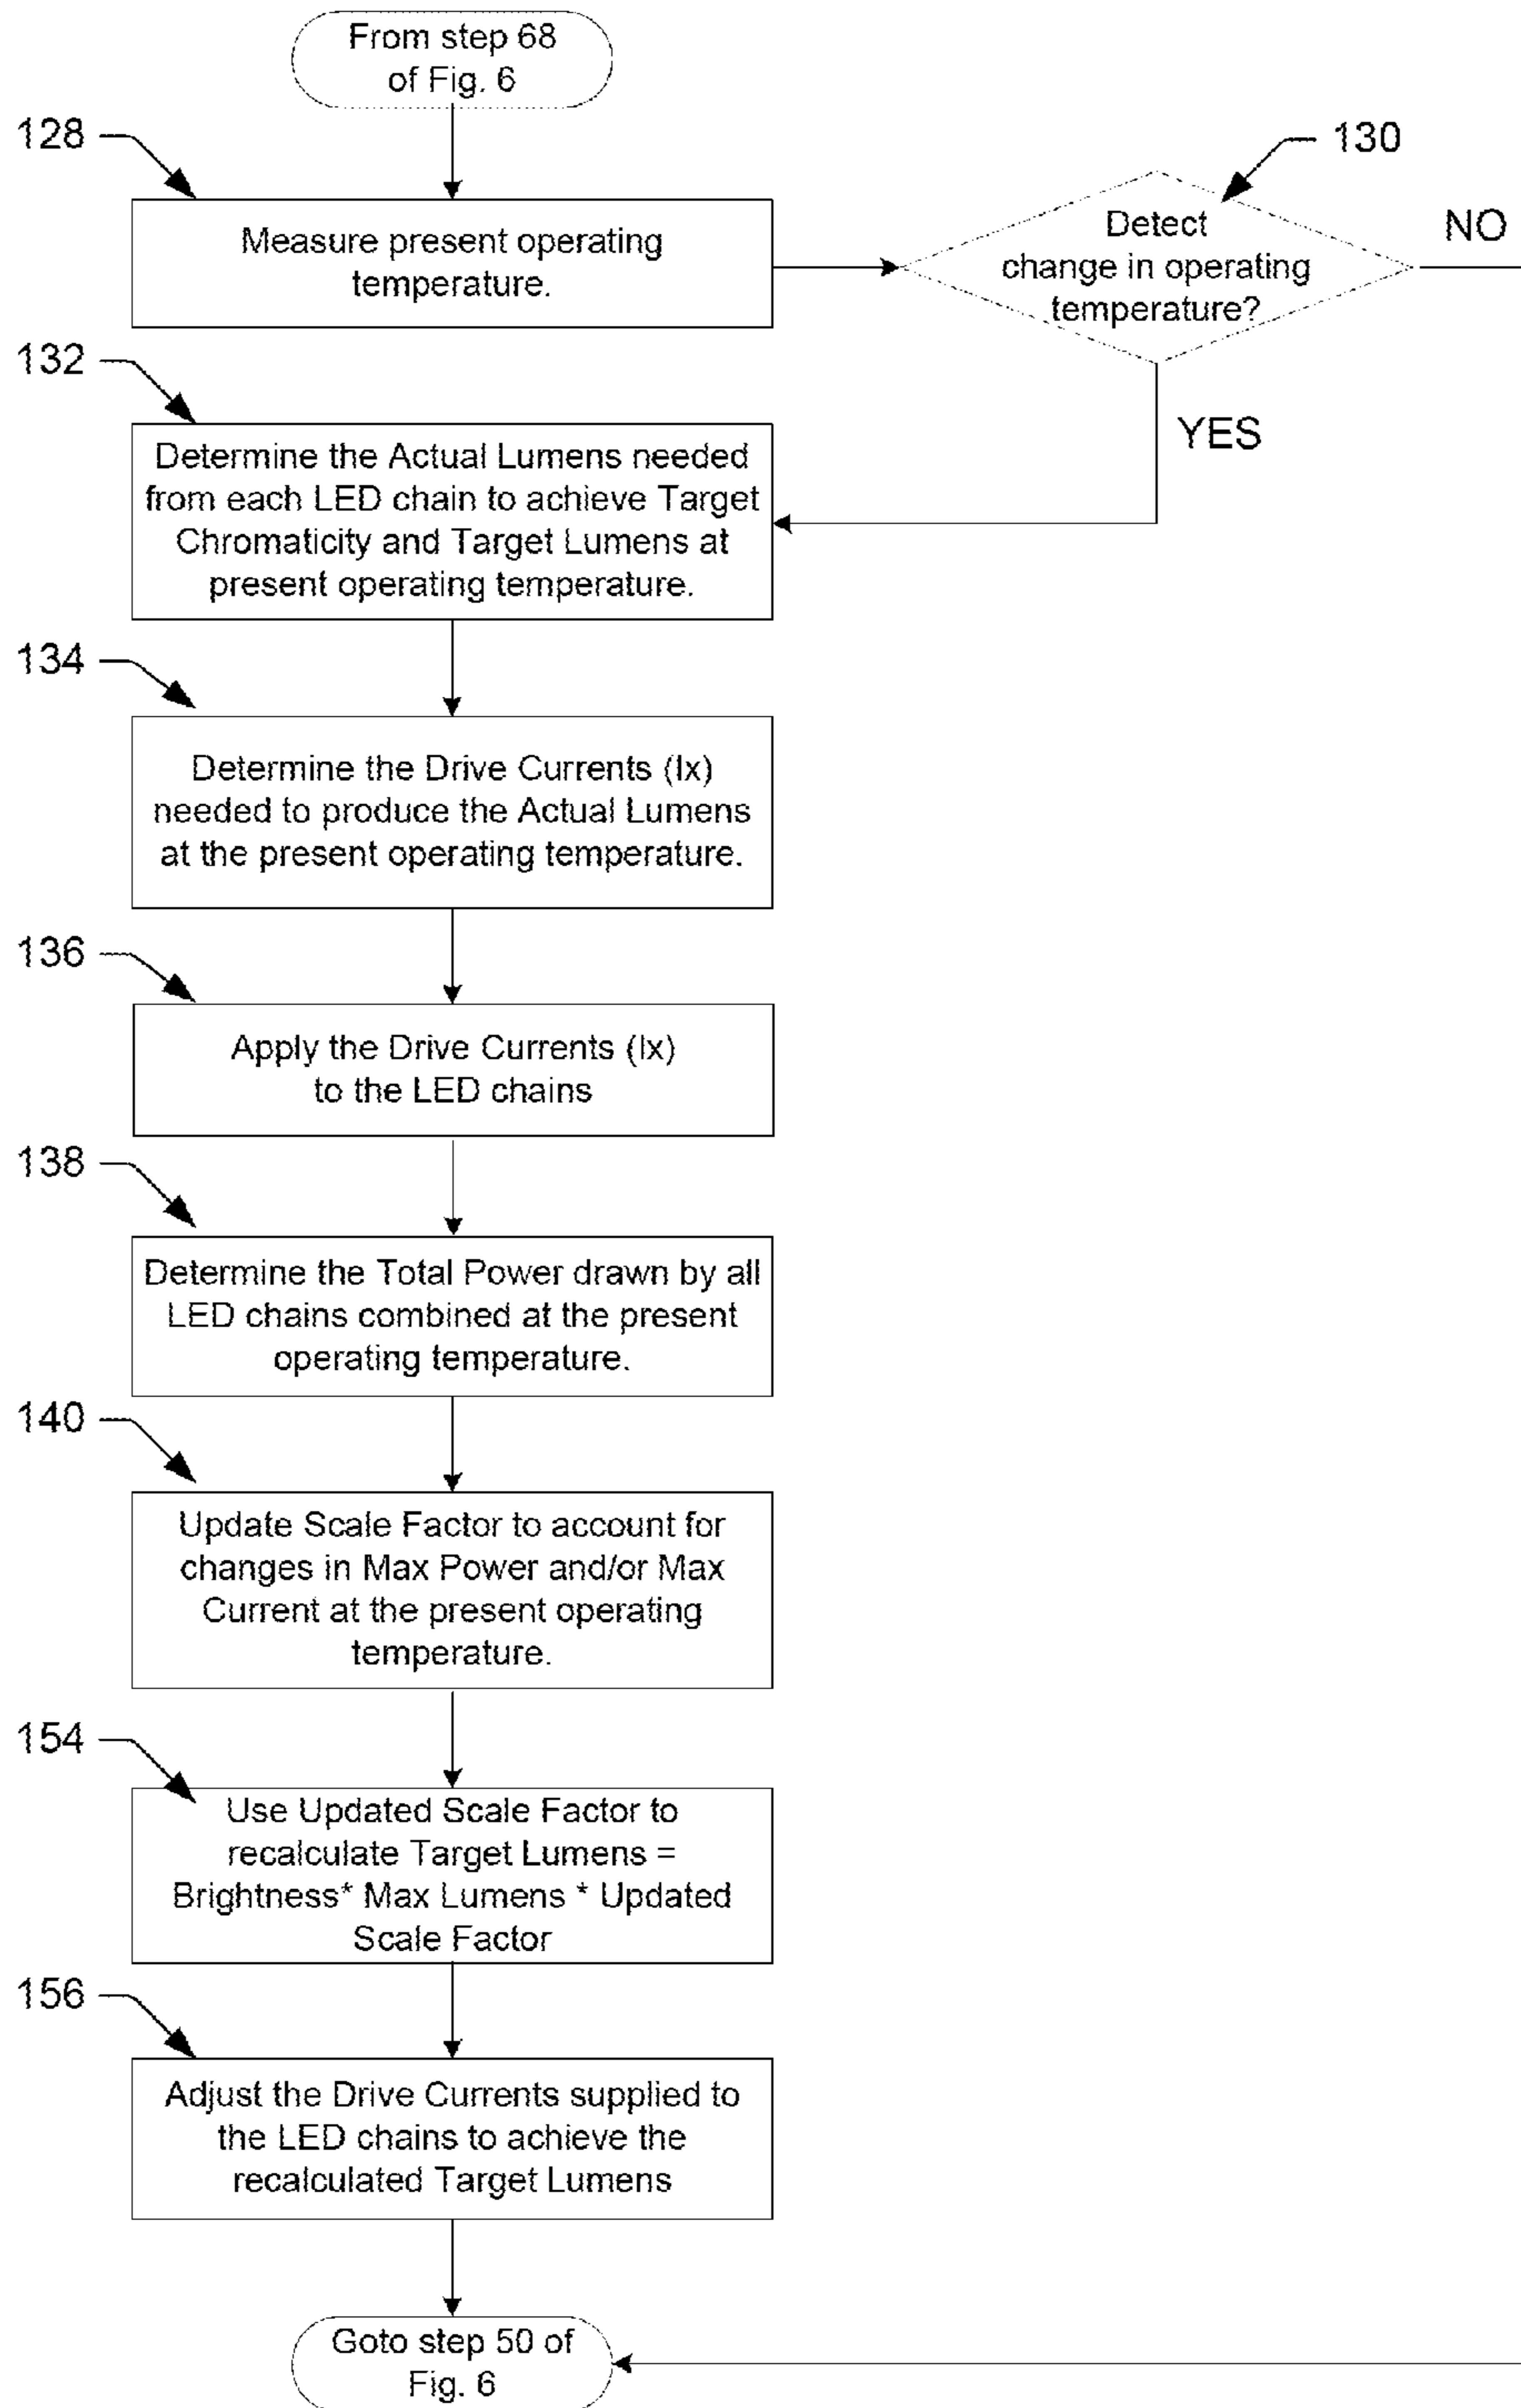 From step 68
of Fig. 6
128
Measure present operating
temperature.
130
Detect
change in operating
temperature?
NO
YES
132
Determine the Actual Lumens needed
from each LED chain to achieve Target
Chromaticity and Target Lumens at
present operating temperature.
134
Determine the Drive Currents (Ix)
needed to produce the Actual Lumens
at the present operating temperature.
136
Apply the Drive Currents (Ix)
to the LED chains
138
Determine the Total Power drawn by all
LED chains combined at the present
operating temperature.
140
Update Scale Factor to account for
changes in Max Power and/or Max
Current at the present operating
temperature.
154
Use Updated Scale Factor to
recalculate Target Lumens =
Brightness* Max Lumens * Updated
Scale Factor
156
Adjust the Drive Currents supplied to
the LED chains to achieve the
recalculated Target Lumens
Goto step 50 of
Fig. 6